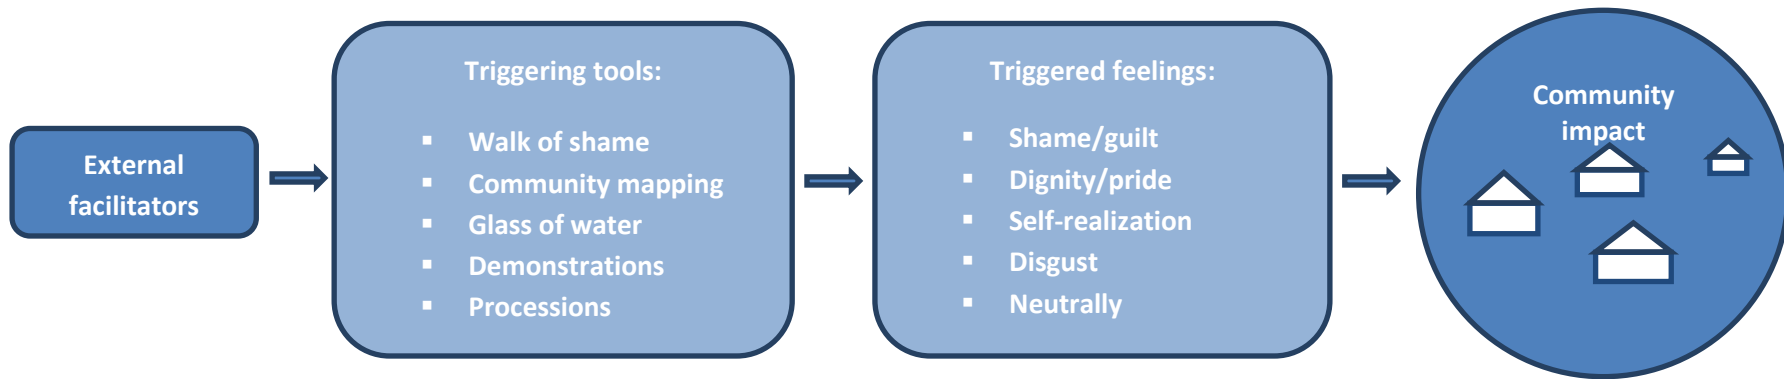 External
facilitators
Triggering tools:
▪ Walk of shame
▪ Community mapping
▪ Glass of water
▪ Demonstrations
▪ Processions
Triggered feelings:
▪ Shame/guilt
▪ Dignity/pride
▪ Self-realization
▪ Disgust
▪ Neutrally
Community
impact